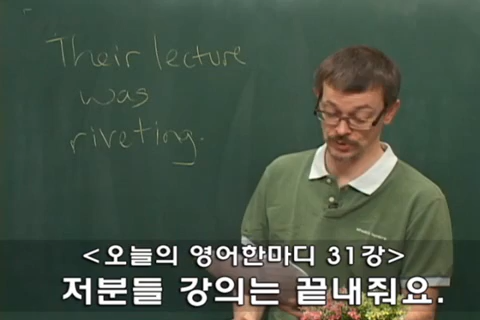 Their lecture
was
riveting.
<오늘의 영어한마디 31강>
저분들 강의는 끝내줘요.